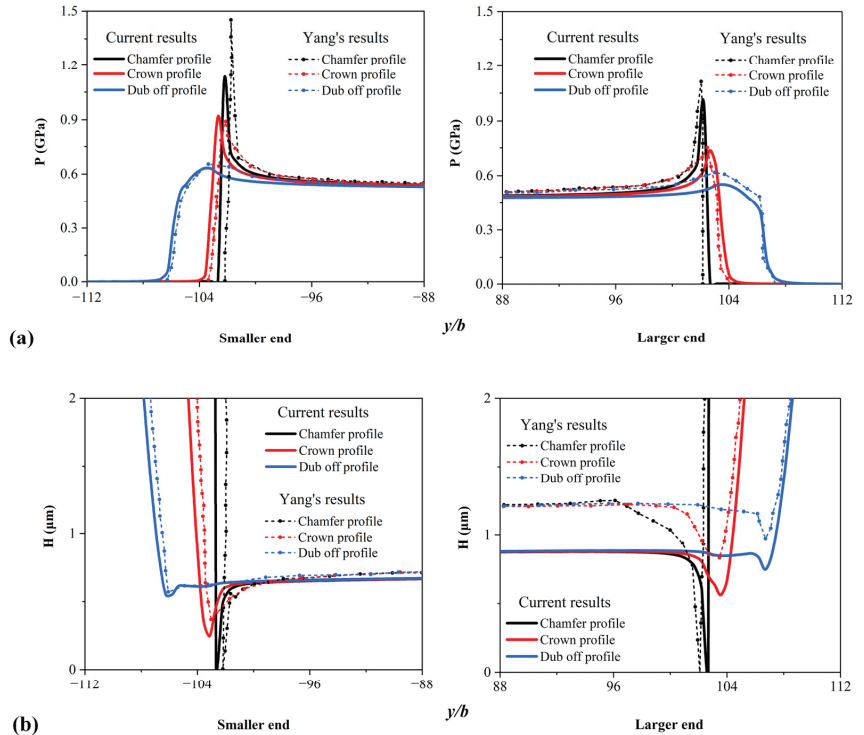 1.5
1.2
0.9
0.6
0.3
0.0
P (GPa)
Current results
Chamfer profile
Crown profile
Dub off profile
Yang's results
Chamfer profile
Crown profile
Dub off profile
−112
−104
−96
−88
Smaller end
1.5
1.2
0.9
0.6
0.3
0.0
P (GPa)
Current results
Chamfer profile
Crown profile
Dub off profile
Yang's results
Chamfer profile
Crown profile
Dub off profile
88
96
104
112
Larger end
y/b
(a)
2
1
0
H (μm)
Current results
Chamfer profile
Crown profile
Dub off profile
Yang's results
Chamfer profile
Crown profile
Dub off profile
−112
−104
−96
−88
Smaller end
2
1
0
H (μm)
Yang's results
Chamfer profile
Crown profile
Dub off profile
Current results
Chamfer profile
Crown profile
Dub off profile
88
96
104
112
Larger end
y/b
(b)